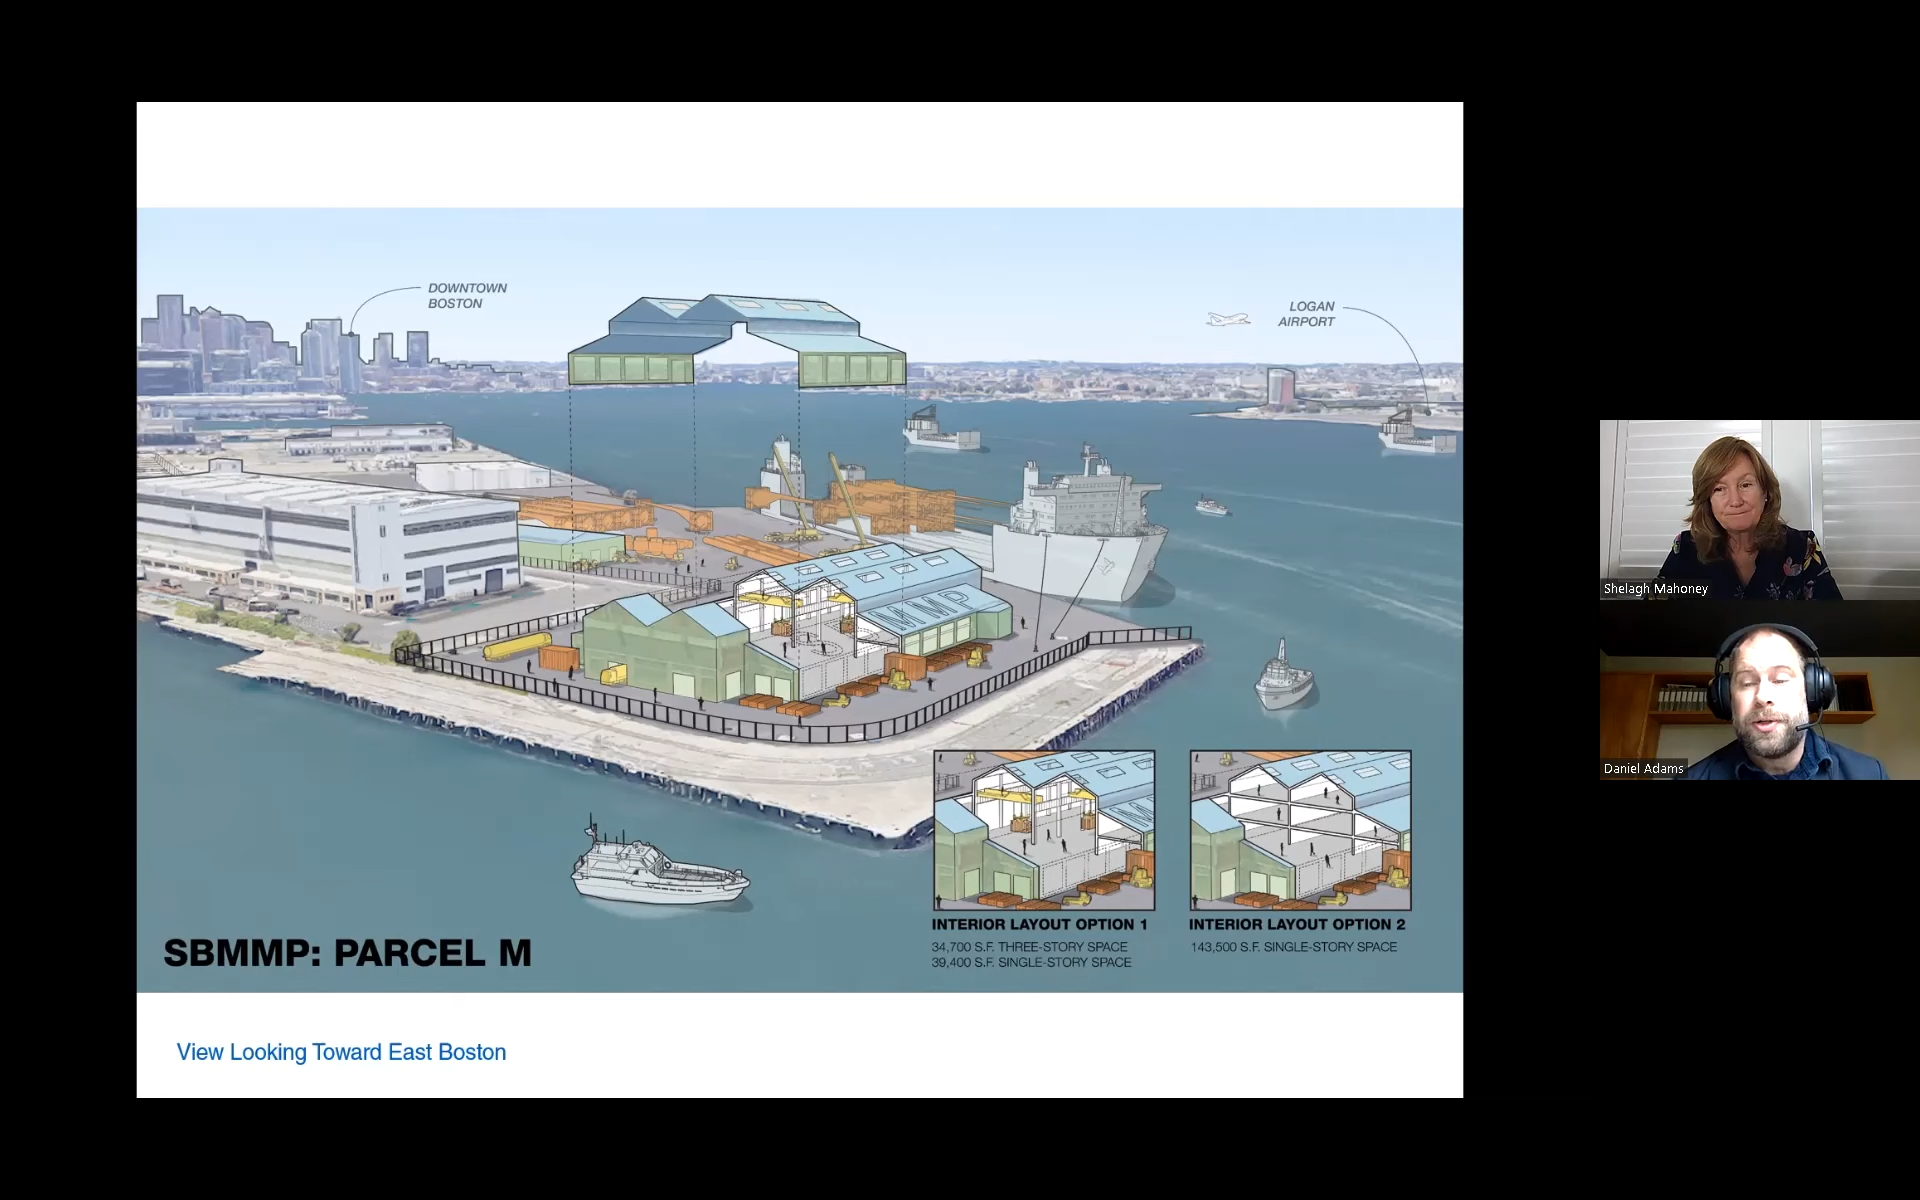 DOWNTOWN
BOSTON
LOGAN
AIRPORT
MMP
M
SBMMP: PARCEL M
INTERIOR LAYOUT OPTION 1
34,700 S.F. THREE-STORY SPACE
39,400 S.F. SINGLE-STORY SPACE
INTERIOR LAYOUT OPTION 2
143,500 S.F. SINGLE-STORY SPACE
View Looking Toward East Boston
Shelagh Mahoney
Daniel Adams